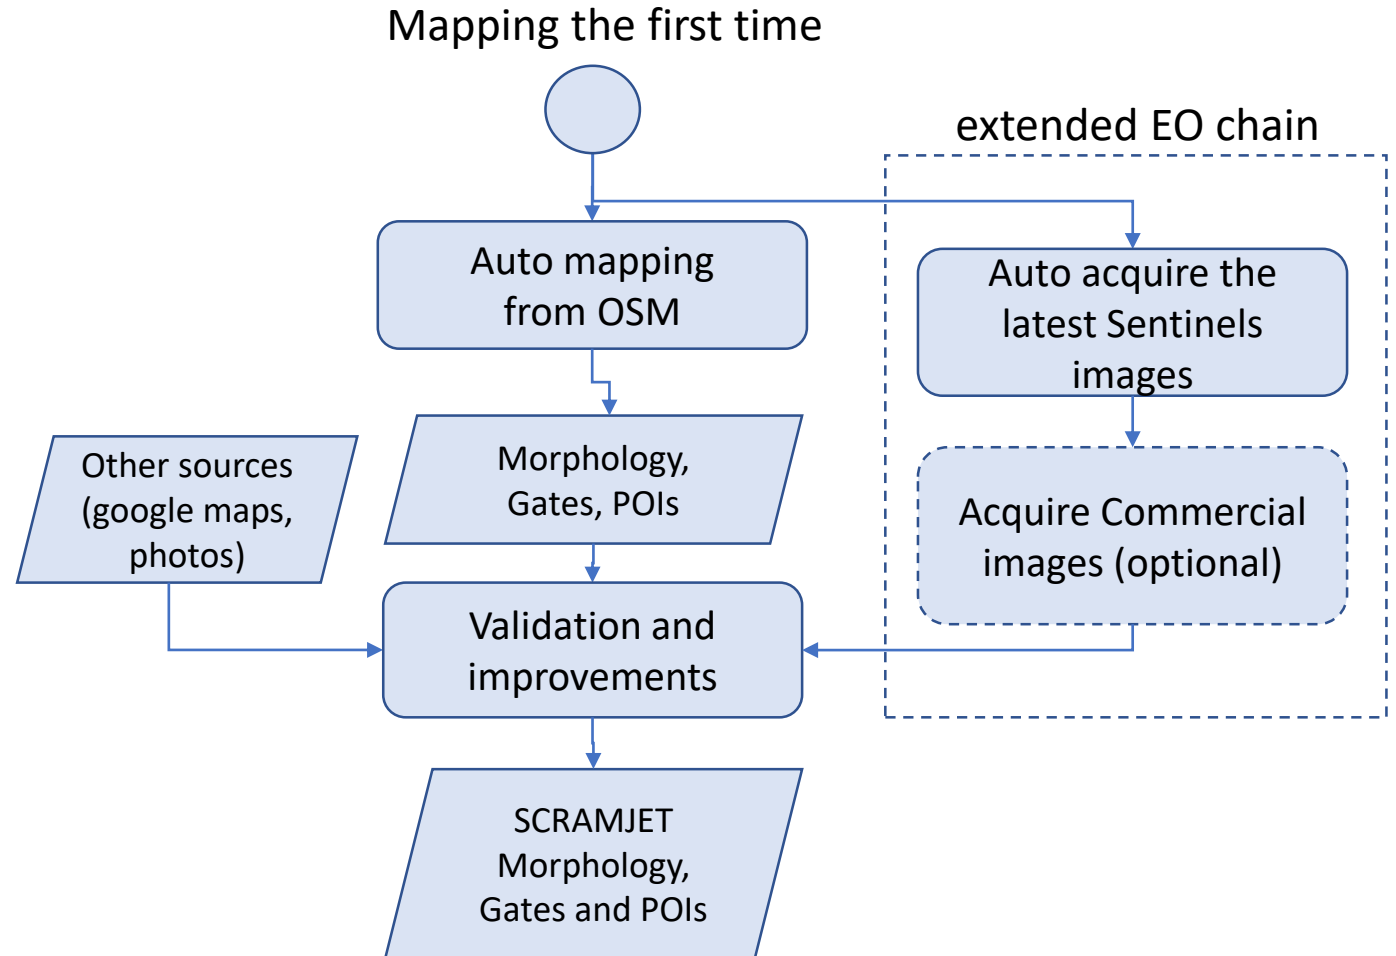 Mapping the first time
extended EO chain
Auto mapping
from OSM
Auto acquire the
latest Sentinels
images
Morphology,
Gates, POIs
Other sources
(google maps,
photos)
Acquire Commercial
images (optional)
Validation and
improvements
SCRAMJET
Morphology,
Gates and POIs